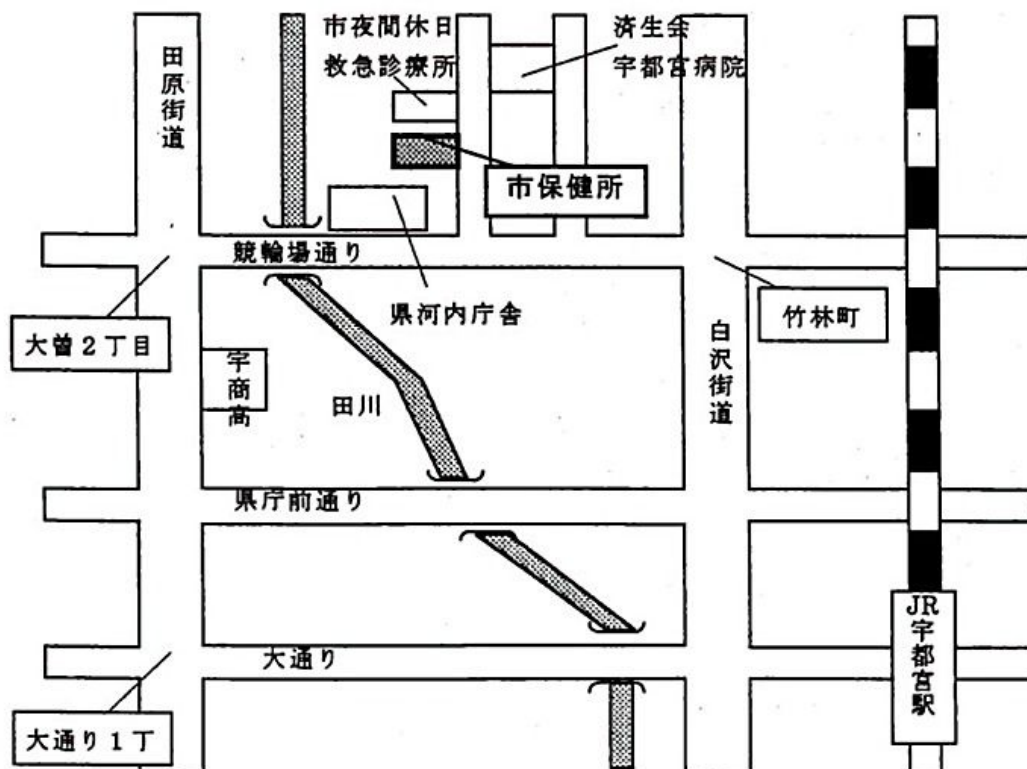 市夜間休日
救急診療所
済生会
宇都宮病院
田原街道
市保健所
競輪場通り
県河内庁舎
竹林町
大曽２丁目
白沢街道
宇商高
田川
県庁前通り
大通り
JR宇都宮駅
大通り１丁